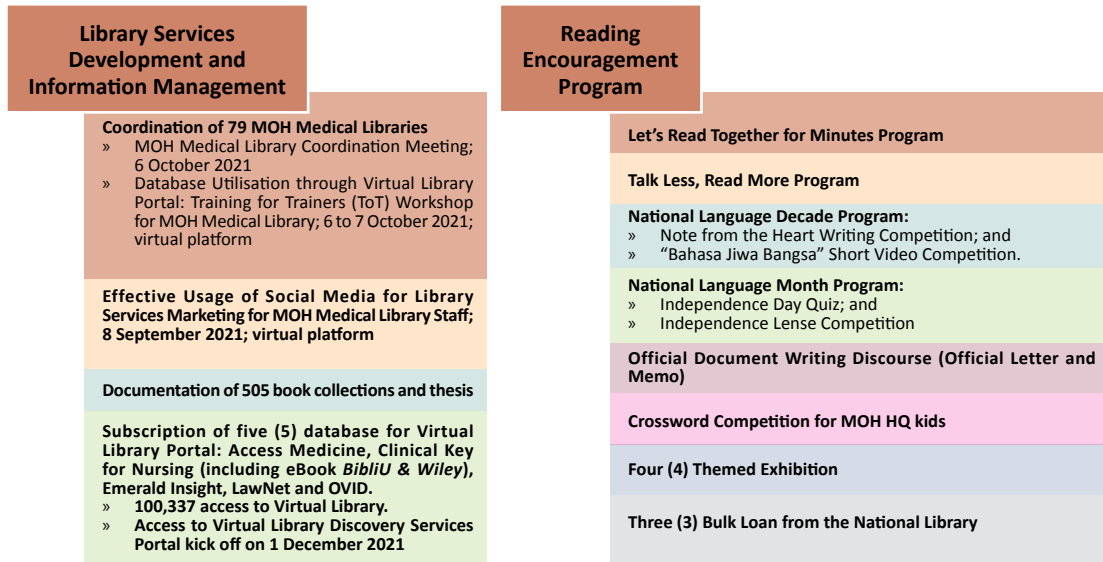 Library Services
Development and
Information Management
Coordination of 79 MOH Medical Libraries
» MOH Medical Library Coordination Meeting;
6 October 2021
» Database Utilisation through Virtual Library
Portal: Training for Trainers (ToT) Workshop
for MOH Medical Library; 6 to 7 October 2021;
virtual platform
Effective Usage of Social Media for Library
Services Marketing for MOH Medical Library Staff;
8 September 2021; virtual platform
Documentation of 505 book collections and thesis
Subscription of five (5) database for Virtual
Library Portal: Access Medicine, Clinical Key
for Nursing (including eBook BibliU & Wiley),
Emerald Insight, LawNet and OVID.
» 100,337 access to Virtual Library.
» Access to Virtual Library Discovery Services
Portal kick off on 1 December 2021
Reading
Encouragement
Program
Let's Read Together for Minutes Program
Talk Less, Read More Program
National Language Decade Program:
» Note from the Heart Writing Competition; and
» “Bahasa Jiwa Bangsa” Short Video Competition.
National Language Month Program:
» Independence Day Quiz; and
» Independence Lense Competition
Official Document Writing Discourse (Official Letter and
Memo)
Crossword Competition for MOH HQ kids
Four (4) Themed Exhibition
Three (3) Bulk Loan from the National Library